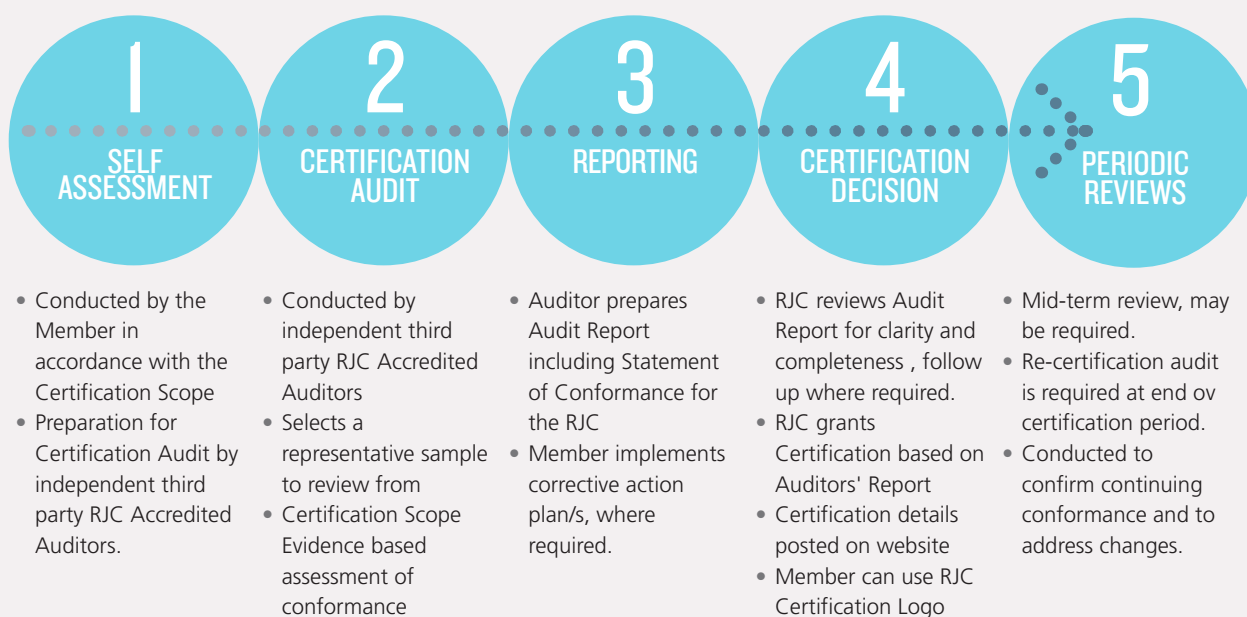 1
SELF
ASSESSMENT
• Conducted by the
Member in
accordance with the
Certification Scope
• Preparation for
Certification Audit by
independent third
party RJC Accredited
Auditors.
2
CERTIFICATION
AUDIT
• Conducted by
independent third
party RJC Accredited
Auditors
• Selects a
representative sample
to review from
• Certification Scope
Evidence based
assessment of
conformance
3
REPORTING
• Auditor prepares
Audit Report
including Statement
of Conformance for
the RJC
• Member implements
corrective action
plan/s, where
required.
4
CERTIFICATION
DECISION
• RJC reviews Audit
Report for clarity and
completeness , follow
up where required.
• RJC grants
Certification based on
Auditors' Report
• Certification details
posted on website
• Member can use RJC
Certification Logo
5
PERIODIC
REVIEWS
• Mid-term review, may
be required.
• Re-certification audit
is required at end ov
certification period.
• Conducted to
confirm continuing
conformance and to
address changes.